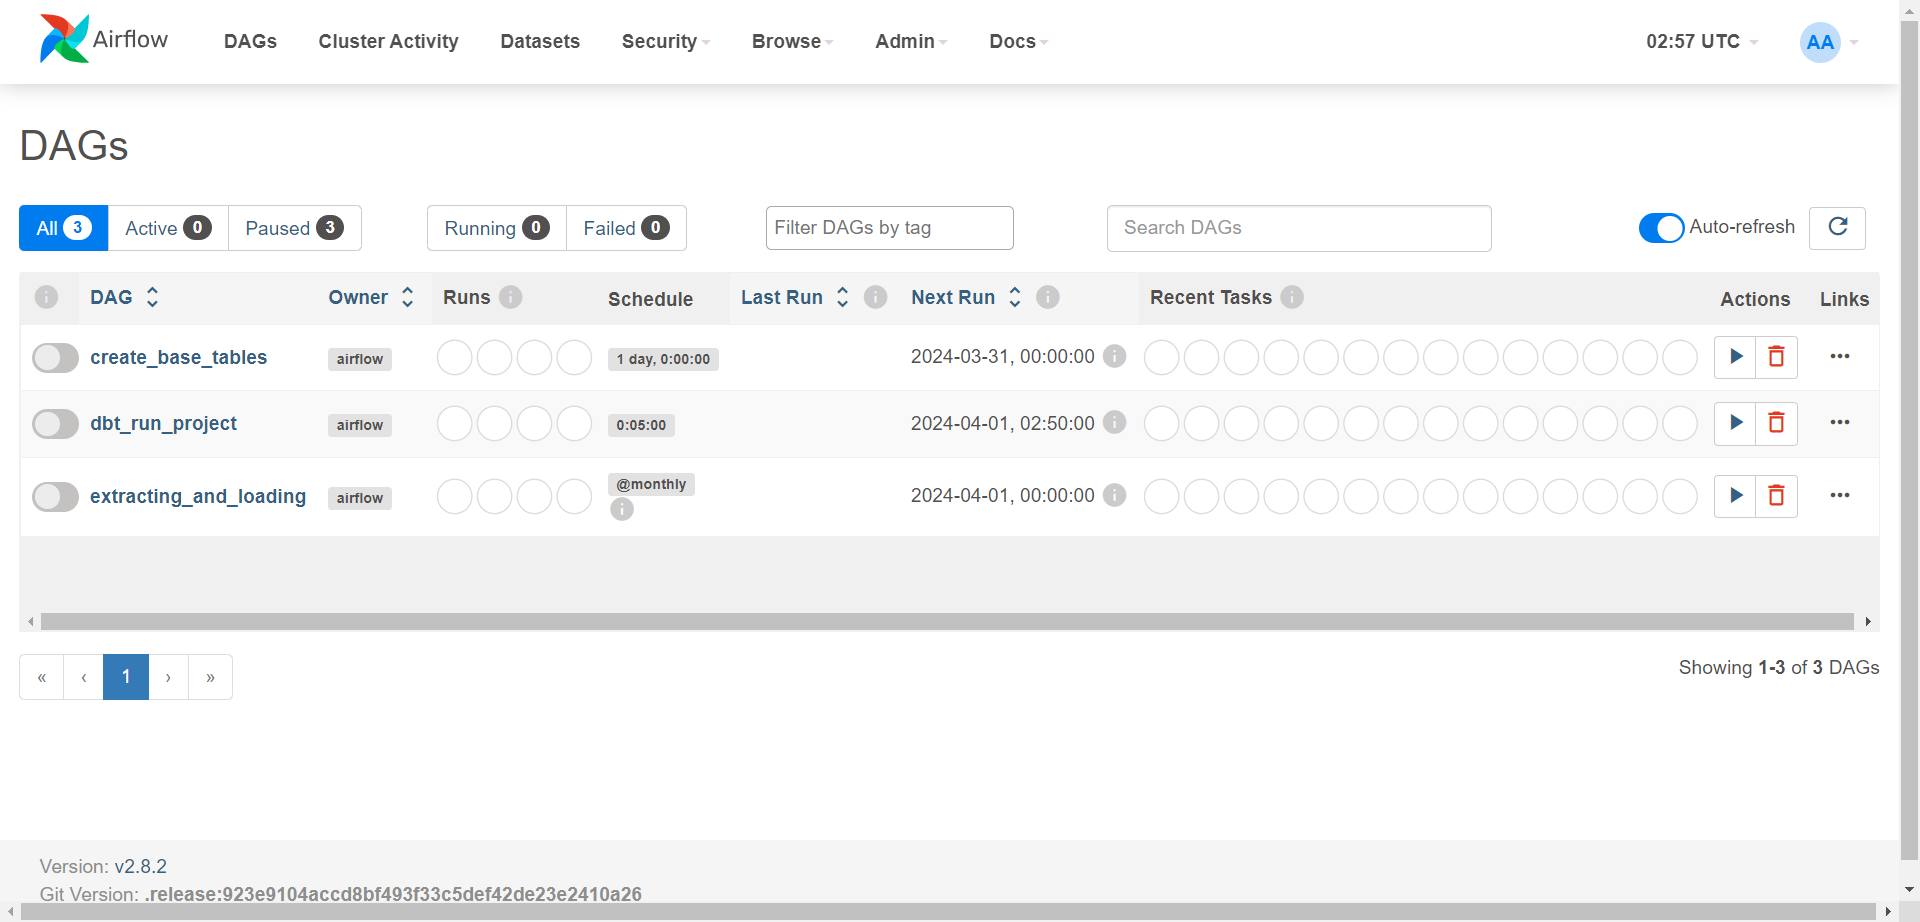 Airflow DAGs Cluster Activity Datasets Security Browse Admin Docs 02:57 UTC AA
DAGs
All 3 Active 0 Paused 3 Running 0 Failed 0 Filter DAGs by tag Search DAGs Auto-refresh
DAG Owner Runs Schedule Last Run Next Run Recent Tasks Actions Links
create_base_tables airflow 1 day, 0:00:00 2024-03-31, 00:00:00
dbt_run_project airflow 0:05:00 2024-04-01, 02:50:00
extracting_and_loading airflow @monthly 2024-04-01, 00:00:00
« ‹ 1 › » Showing 1-3 of 3 DAGs
Version: v2.8.2
Git Version: .release:923e9104accd8bf493f33c5def42de23e2410a26